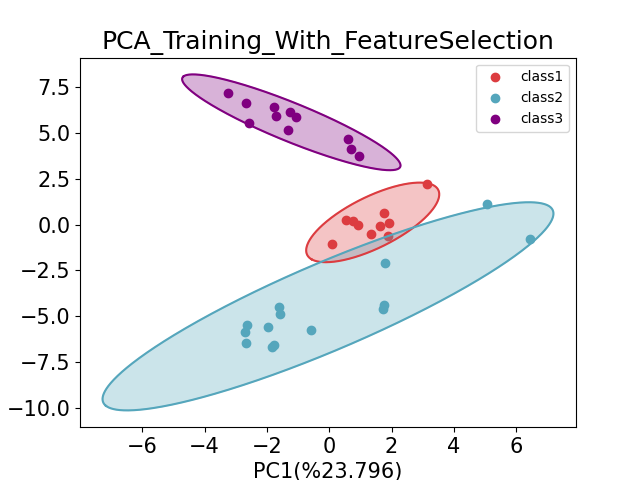 PCA_Training_With_FeatureSelection
class1
class2
class3
7.5
5.0
2.5
0.0
−2.5
−5.0
−7.5
−10.0
−6 −4 −2 0 2 4 6
PC1(%23.796)